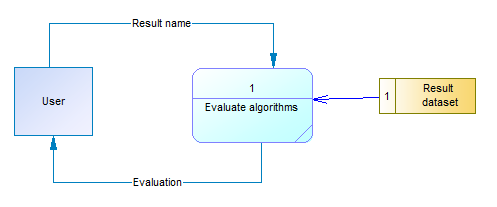 Result name
User
1
Evaluate algorithms
1
Result
dataset
Evaluation